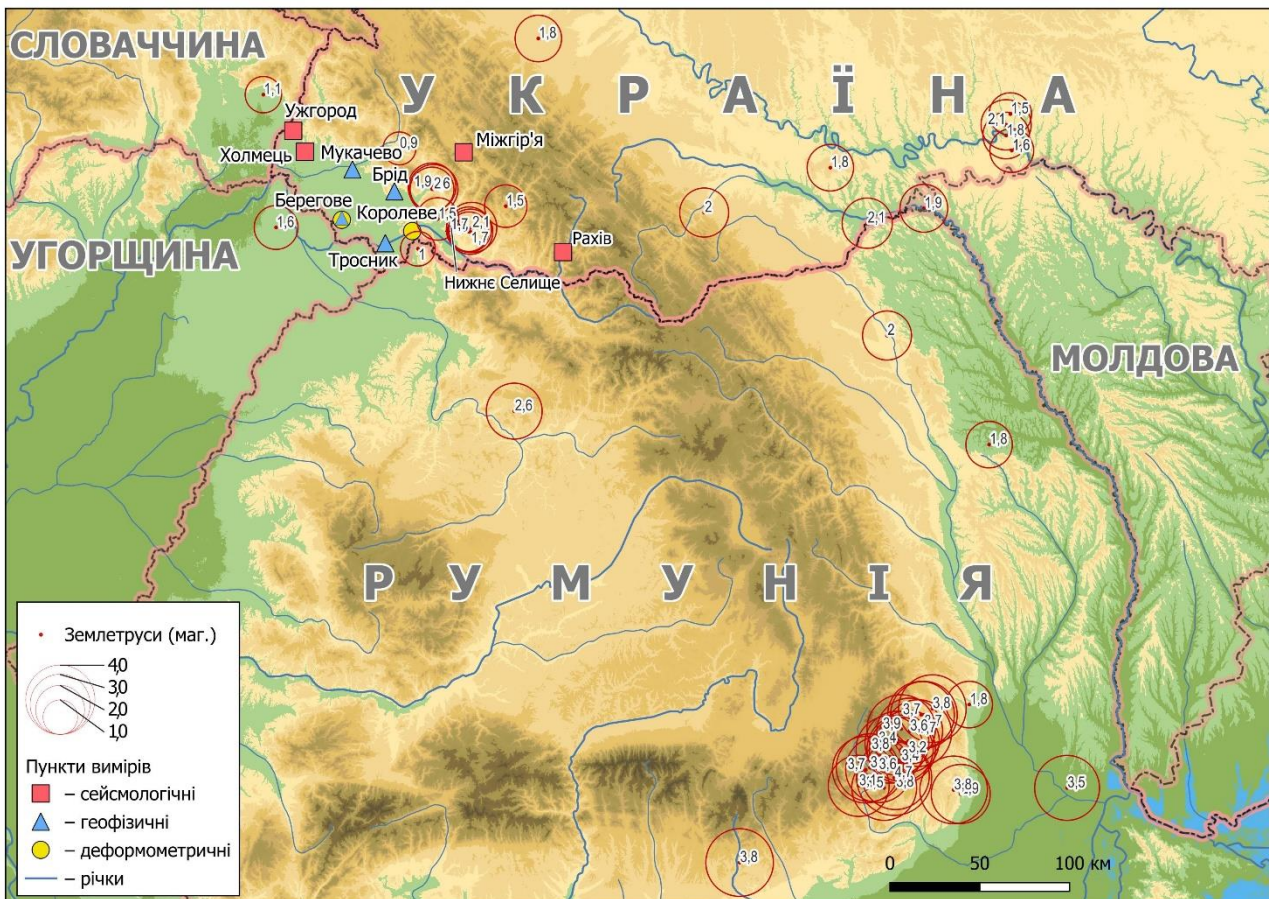 СЛОВАЧЧИНА
УКРАЇНА
1,8
1,1
Ужгород
1,5
2,1
1,8
1,6
Холмець
Мукачево
0,9
Міжгір'я
1,8
Брід
1,9
2,6
1,5
2
1,9
2,1
Берегове
1,6
Королеве
1,5
1,7
2,1
1,7
УГОРЩИНА
Тросник
1
Рахів
Нижнє Селище
2
МОЛДОВА
2,6
1,8
РУМУНІЯ
3,8
1,8
3,7
3,9
3,6
3,8
3,2
3,7
3,6
3,8
3,8
3,5
3,8
Землетруси (маг.)
4,0
3,0
2,0
1,0
Пункти вимірів
– сейсмологічні
– геофізичні
– деформометричні
– річки
0 50 100 км